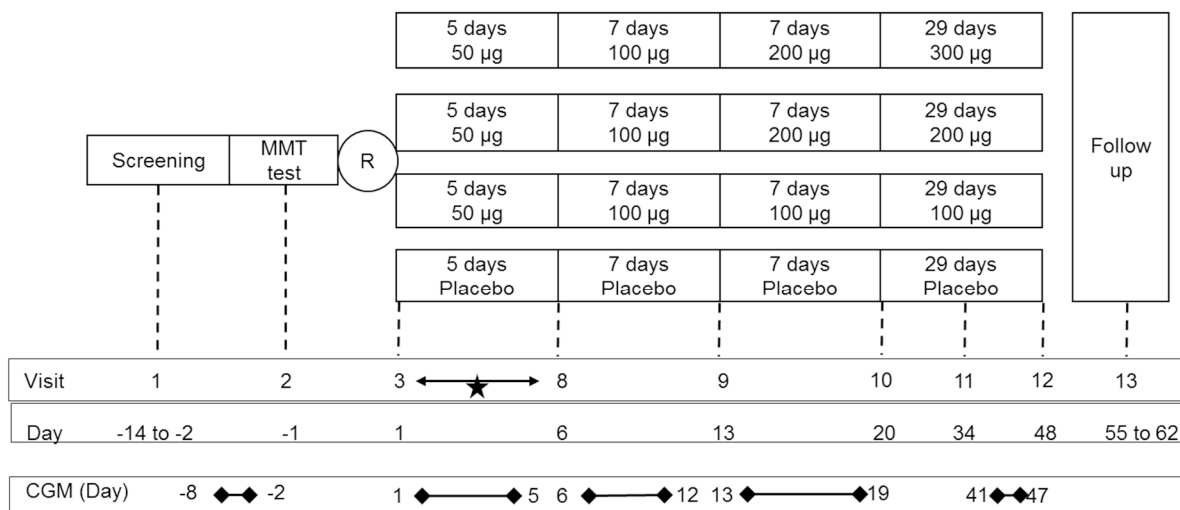 5 days 7 days 7 days 29 days
50 µg 100 µg 200 µg 300 µg
5 days 7 days 7 days 29 days
50 µg 100 µg 200 µg 200 µg
Screening
MMT
test
R
5 days 7 days 7 days 29 days
50 µg 100 µg 100 µg 100 µg
5 days 7 days 7 days 29 days
Placebo Placebo Placebo Placebo
Follow
up
Visit 1 2 3 8 9 10 11 12 13
Day -14 to -2 -1 1 6 13 20 34 48 55 to 62
CGM (Day) -8 -2 1 5 6 12 13 19 41 47